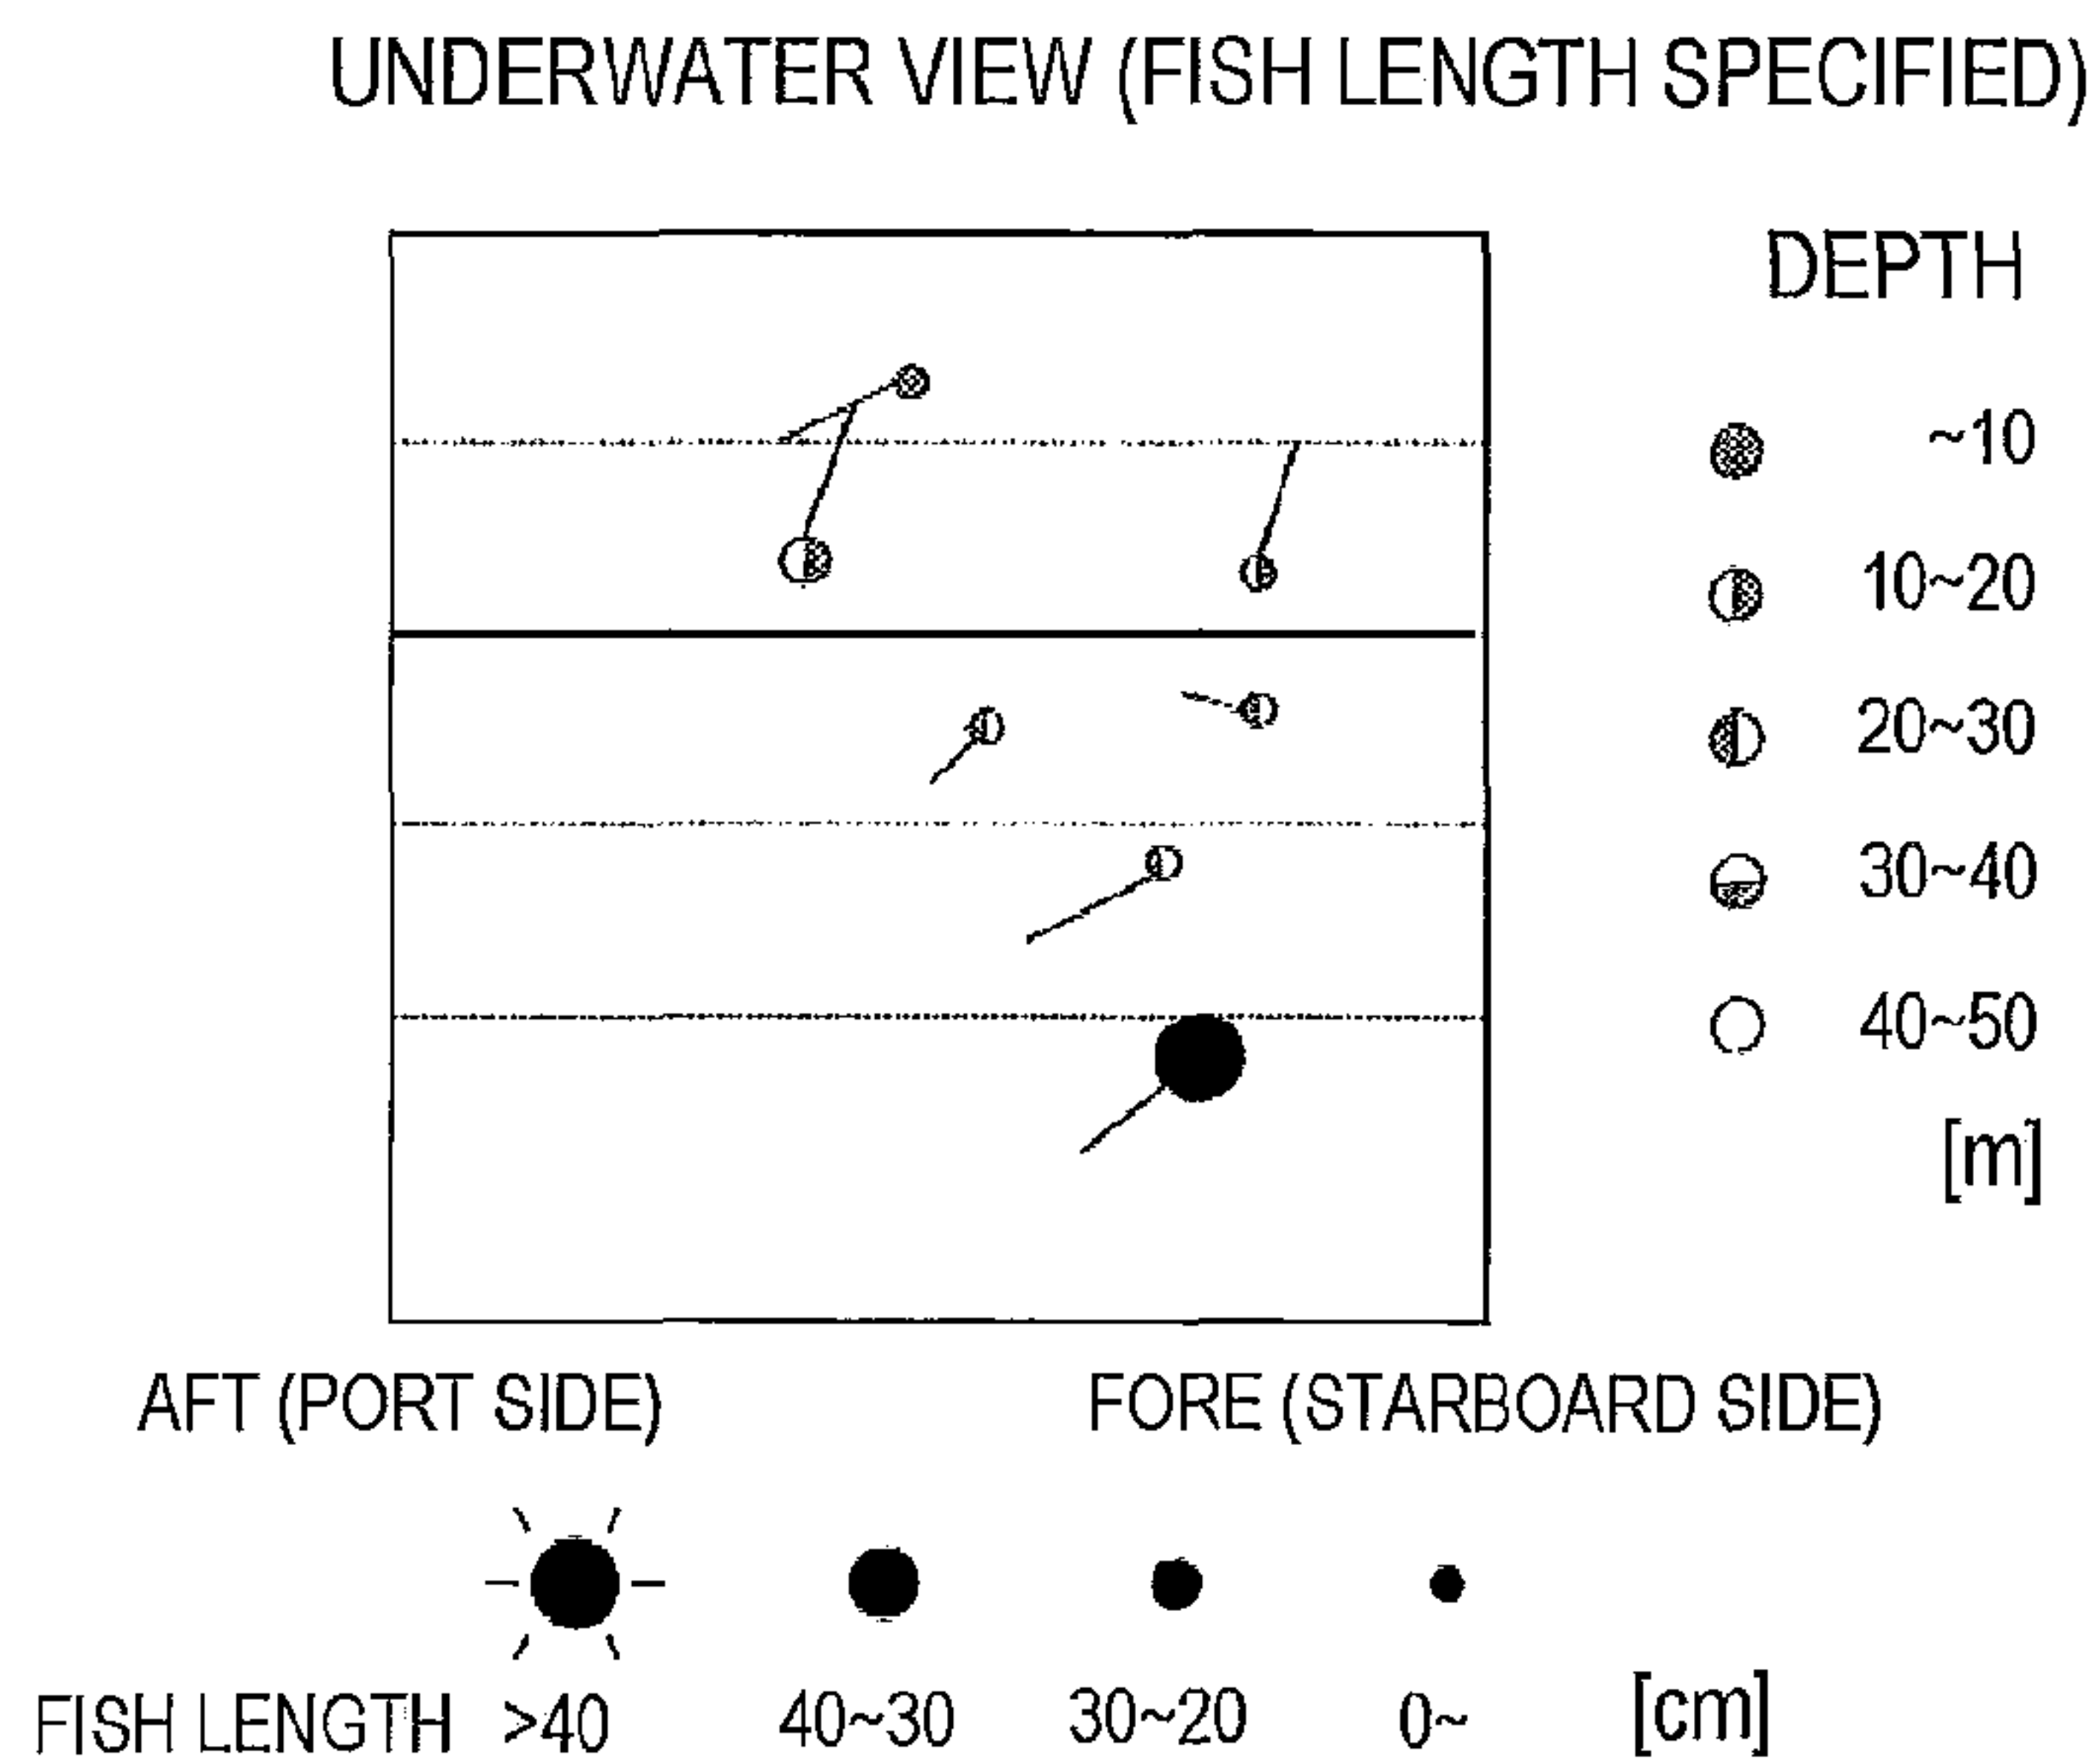 UNDERWATER VIEW (FISH LENGTH SPECIFIED)
DEPTH
~10
10~20
20~30
30~40
40~50
[m]
AFT (PORT SIDE) FORE (STARBOARD SIDE)
FISH LENGTH >40 40~30 30~20 0~ [cm]